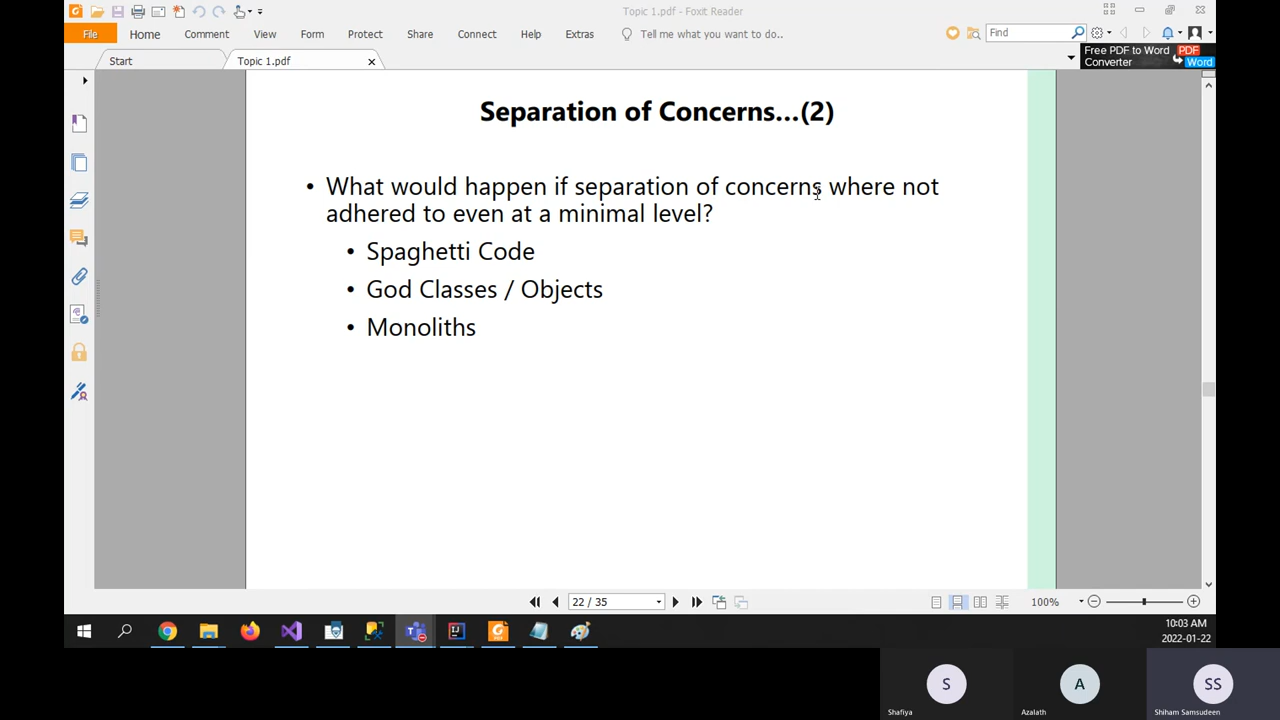 Topic 1.pdf - Foxit Reader
File Home Comment View Form Protect Share Connect Help Extras Tell me what you want to do.. Find
Start Topic 1.pdf
Free PDF to Word PDF
Converter Word
Separation of Concerns...(2)
• What would happen if separation of concerns where not
adhered to even at a minimal level?
• Spaghetti Code
• God Classes / Objects
• Monoliths
22 / 35 100%
10:03 AM
2022-01-22
S A SS
Shafiya Azalath Shiham Samsudeen